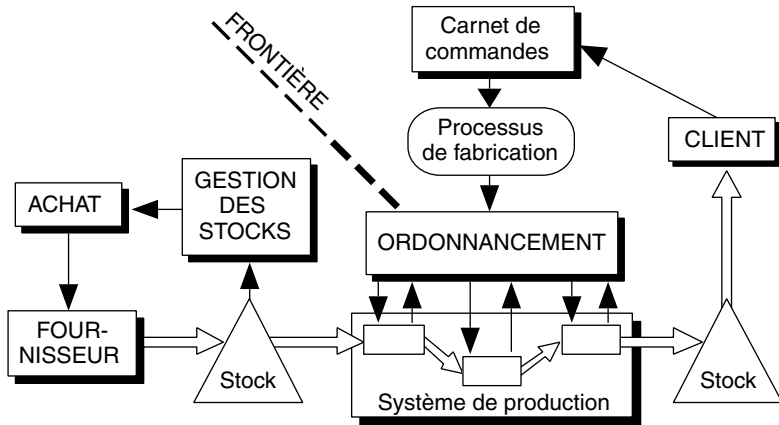 Carnet de
commandes
FRONTIÈRE
Processus
de fabrication
CLIENT
GESTION
DES
STOCKS
ACHAT
ORDONNANCEMENT
FOUR-
NISSEUR
Stock
Système de production
Stock